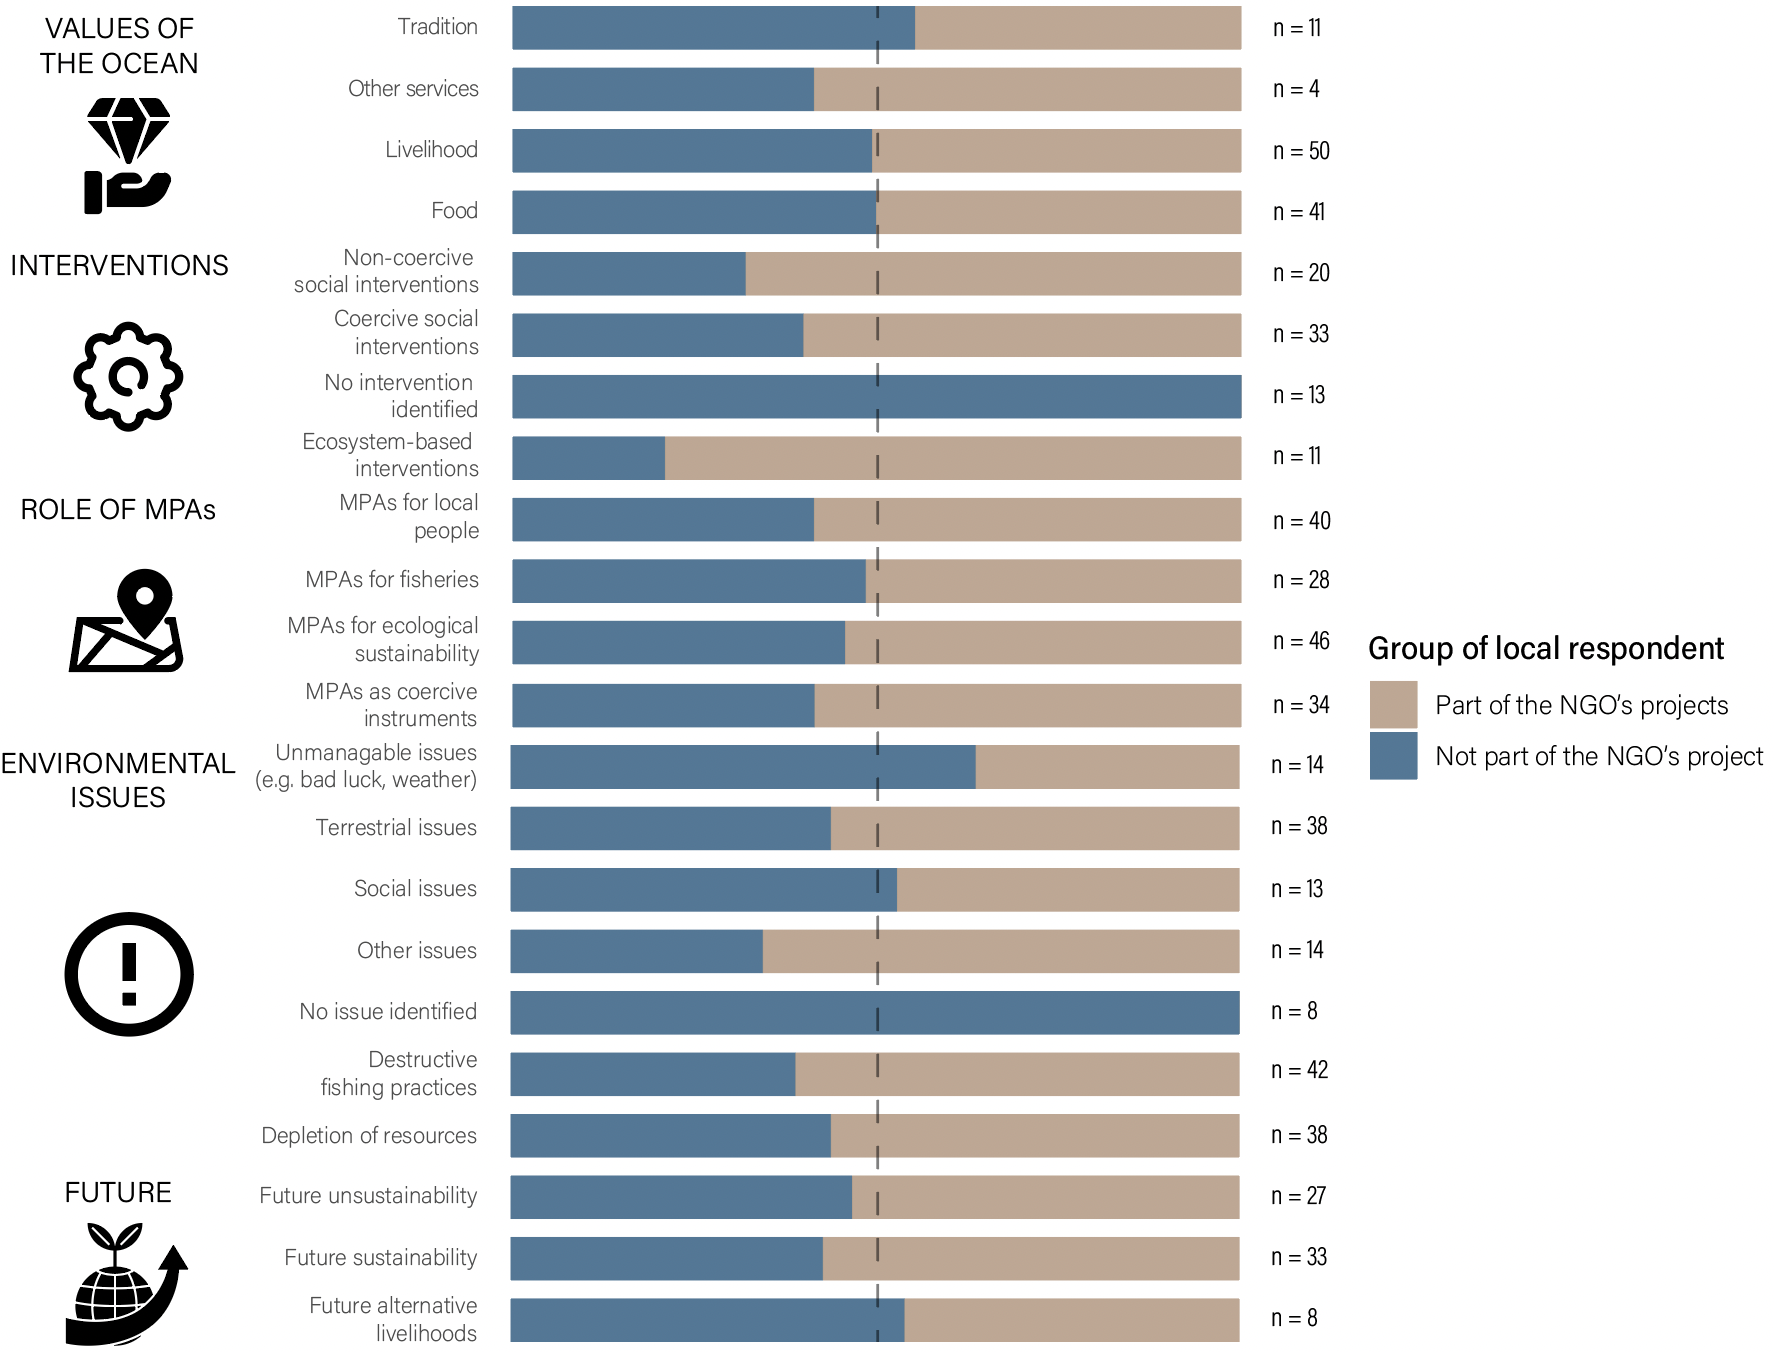 VALUES OF
THE OCEAN
Tradition
n = 11
Other services
n = 4
Livelihood
n = 50
Food
n = 41
INTERVENTIONS
Non-coercive
social interventions
n = 20
Coercive social
interventions
n = 33
No intervention
identified
n = 13
Ecosystem-based
interventions
n = 11
ROLE OF MPAs
MPAs for local
people
n = 40
MPAs for fisheries
n = 28
MPAs for ecological
sustainability
n = 46
MPAs as coercive
instruments
n = 34
ENVIRONMENTAL
ISSUES
Unmanagable issues
(e.g. bad luck, weather)
n = 14
Terrestrial issues
n = 38
Social issues
n = 13
Other issues
n = 14
No issue identified
n = 8
Destructive
fishing practices
n = 42
Depletion of resources
n = 38
FUTURE
Future unsustainability
n = 27
Future sustainability
n = 33
Future alternative
livelihoods
n = 8
Group of local respondent
Part of the NGO's projects
Not part of the NGO's project